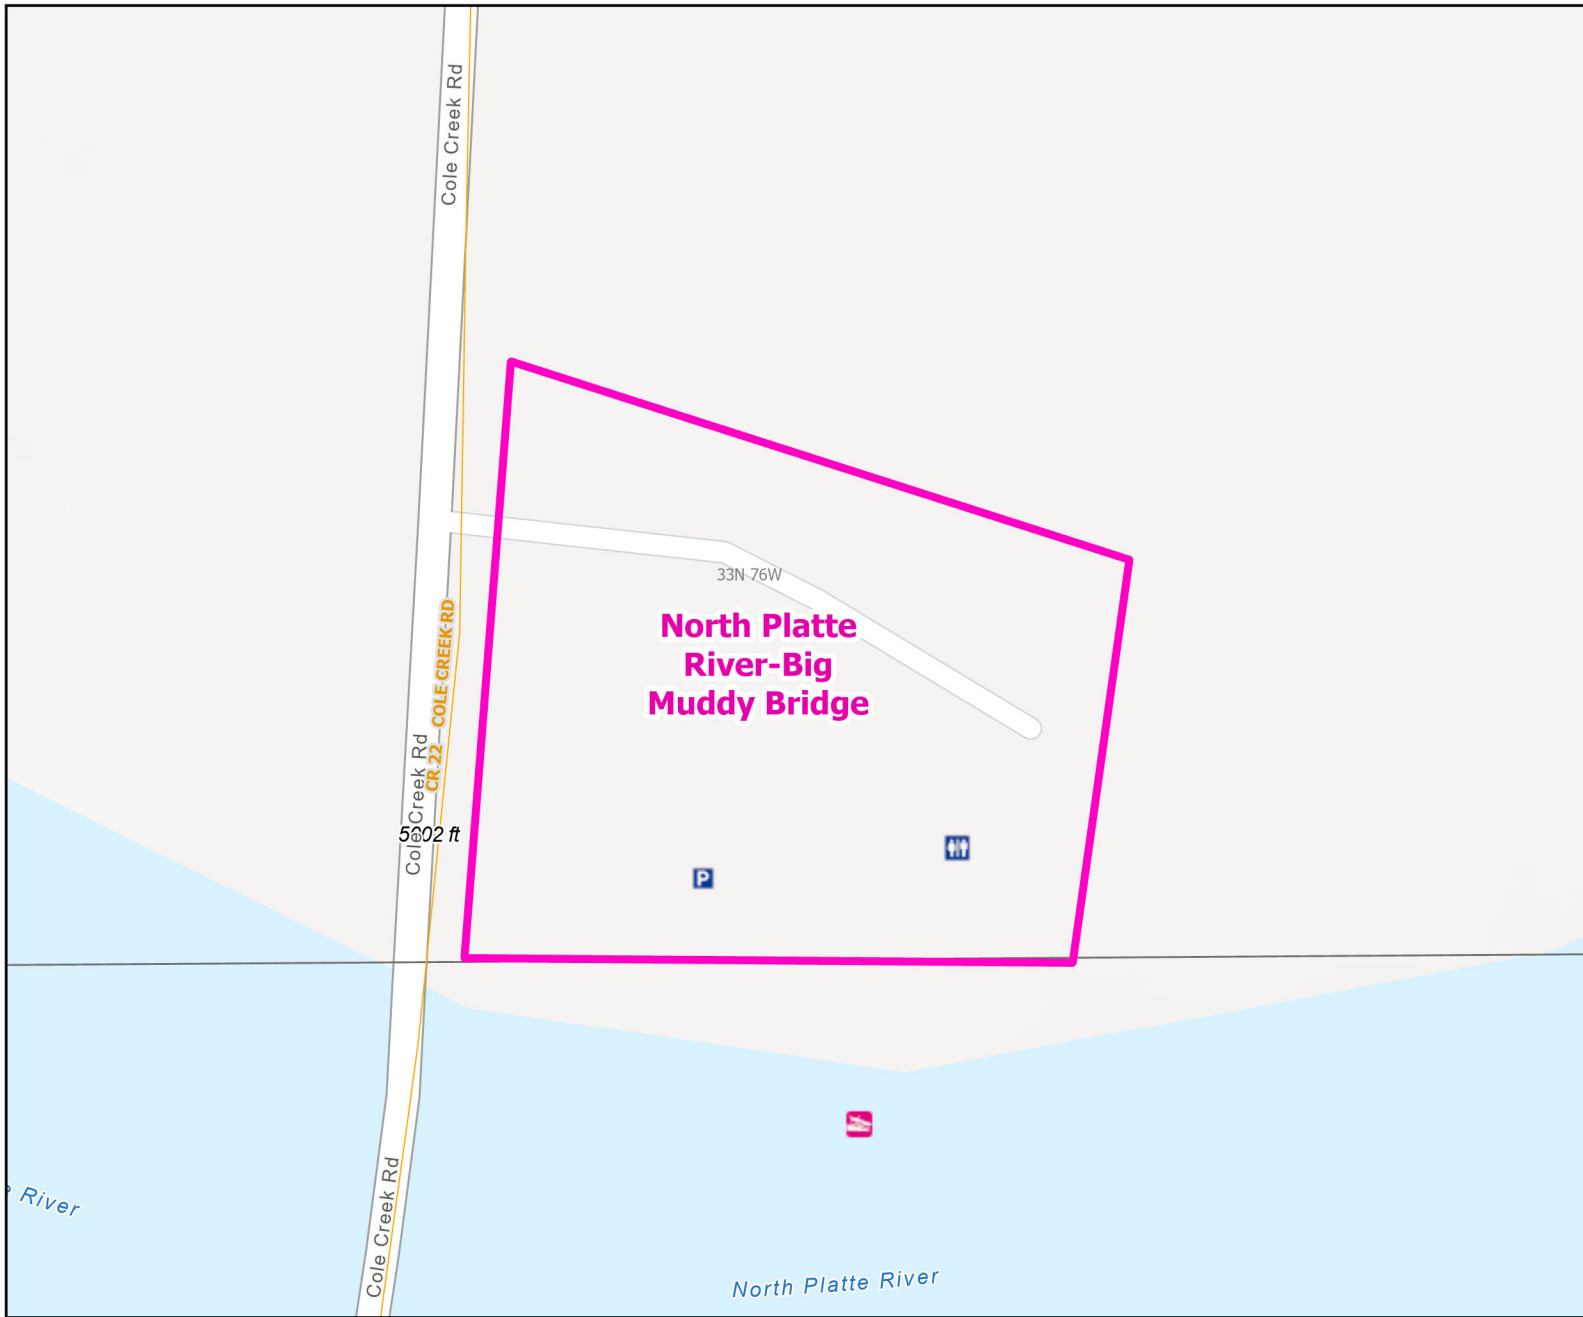 Cole Creek Rd
33N 76W
North Platte
River-Big
Muddy Bridge
CR 22 COLE CREEK RD
Cole Creek Rd
5002 ft
P
Cole Creek Rd
River
North Platte River